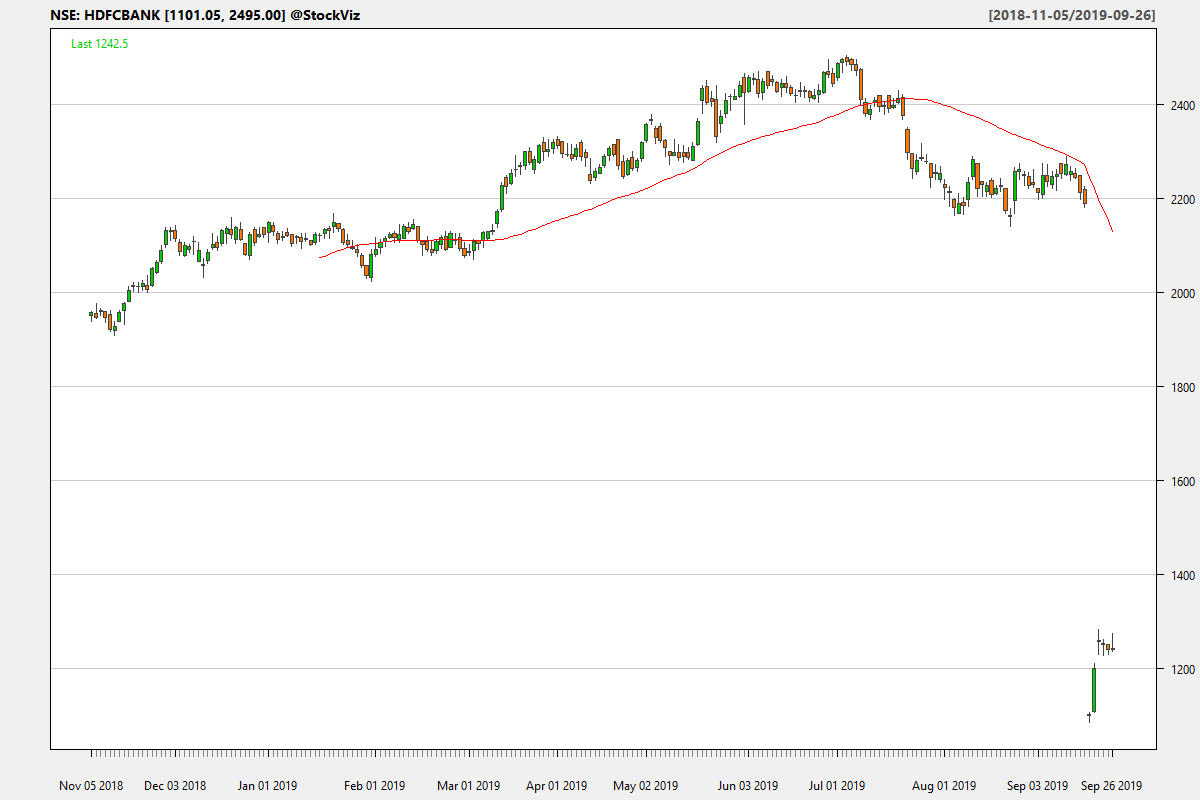 NSE: HDFCBANK [1101.05, 2495.00] @StockViz [2018-11-05/2019-09-26]
Last 1242.5
2400
2200
2000
1800
1600
1400
1200
Nov 05 2018 Dec 03 2018 Jan 01 2019 Feb 01 2019 Mar 01 2019 Apr 01 2019 May 02 2019 Jun 03 2019 Jul 01 2019 Aug 01 2019 Sep 03 2019 Sep 26 2019